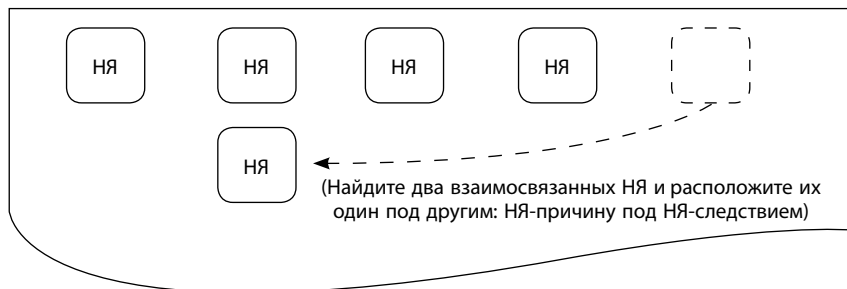 НЯ НЯ НЯ НЯ
НЯ
(Найдите два взаимосвязанных НЯ и расположите их
один под другим: НЯ-причину под НЯ-следствием)